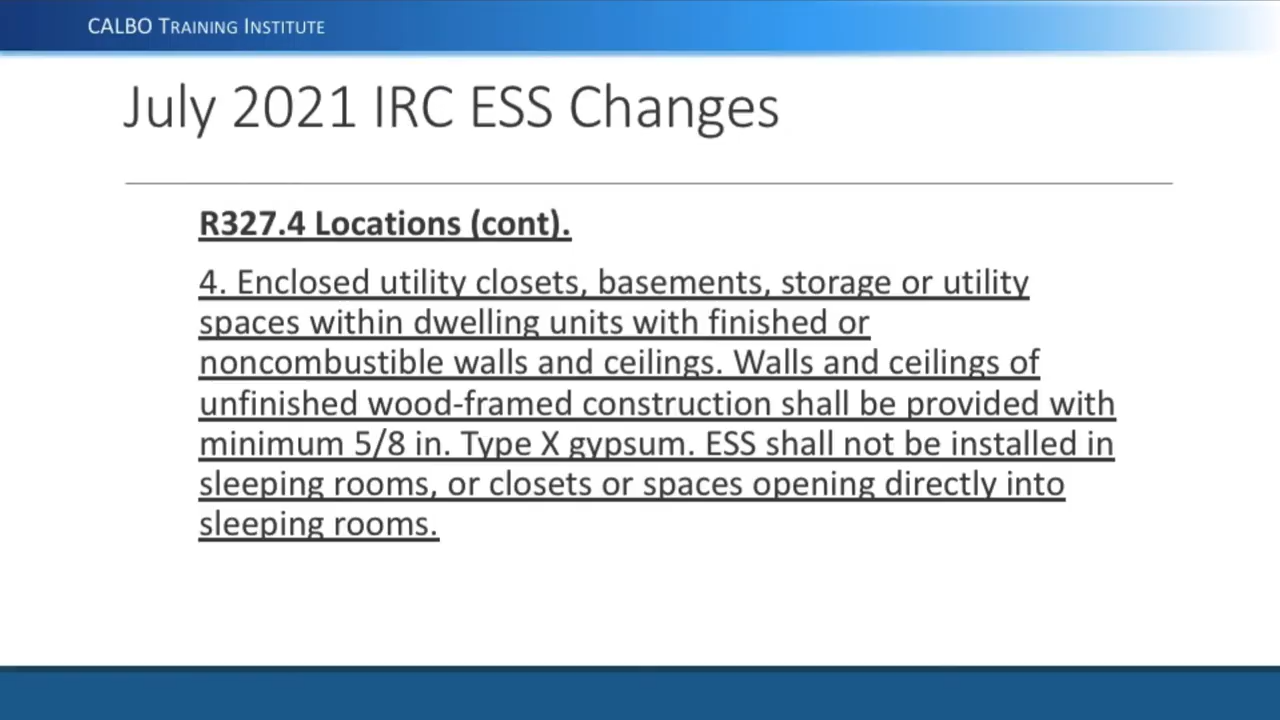 CALBO TRAINING INSTITUTE
July 2021 IRC ESS Changes
R327.4 Locations (cont).
4. Enclosed utility closets, basements, storage or utility
spaces within dwelling units with finished or
noncombustible walls and ceilings. Walls and ceilings of
unfinished wood-framed construction shall be provided with
minimum 5/8 in. Type X gypsum. ESS shall not be installed in
sleeping rooms, or closets or spaces opening directly into
sleeping rooms.